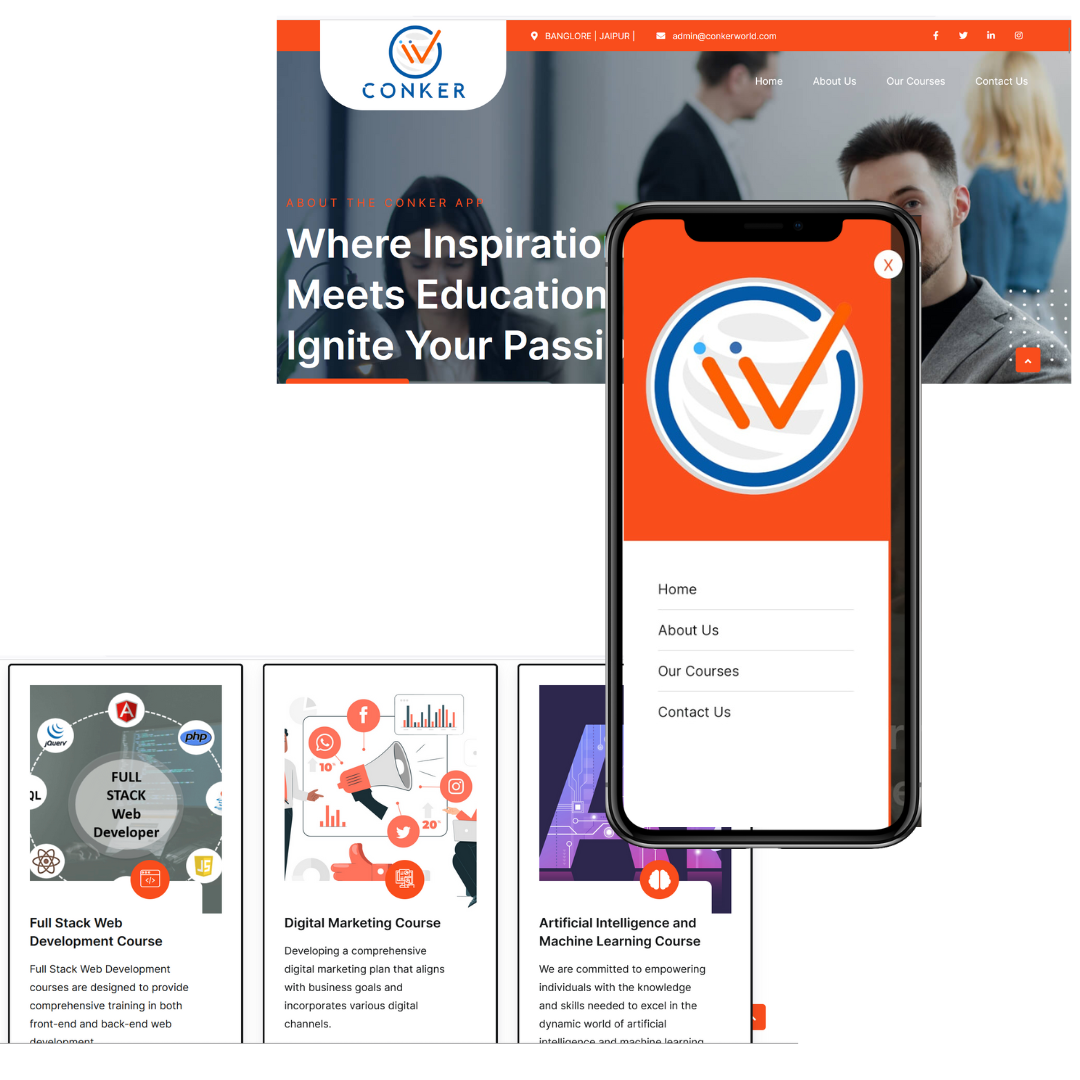 BANGLORE | JAIPUR |
admin@conkerworld.com
CONKER
Home
About Us
Our Courses
Contact Us
ABOUT THE CONKER APP
Where Inspiratio
Meets Education
Ignite Your Passi
X
Home
About Us
Our Courses
Contact Us
jQuery
php
QL
FULL
STACK
Web
Developer
JS
10
20
AI
Full Stack Web
Development Course
Full Stack Web Development
courses are designed to provide
comprehensive training in both
front-end and back-end web
development.
Digital Marketing Course
Developing a comprehensive
digital marketing plan that aligns
with business goals and
incorporates various digital
channels.
Artificial Intelligence and
Machine Learning Course
We are committed to empowering
individuals with the knowledge
and skills needed to excel in the
dynamic world of artificial
intelligence and machine learning